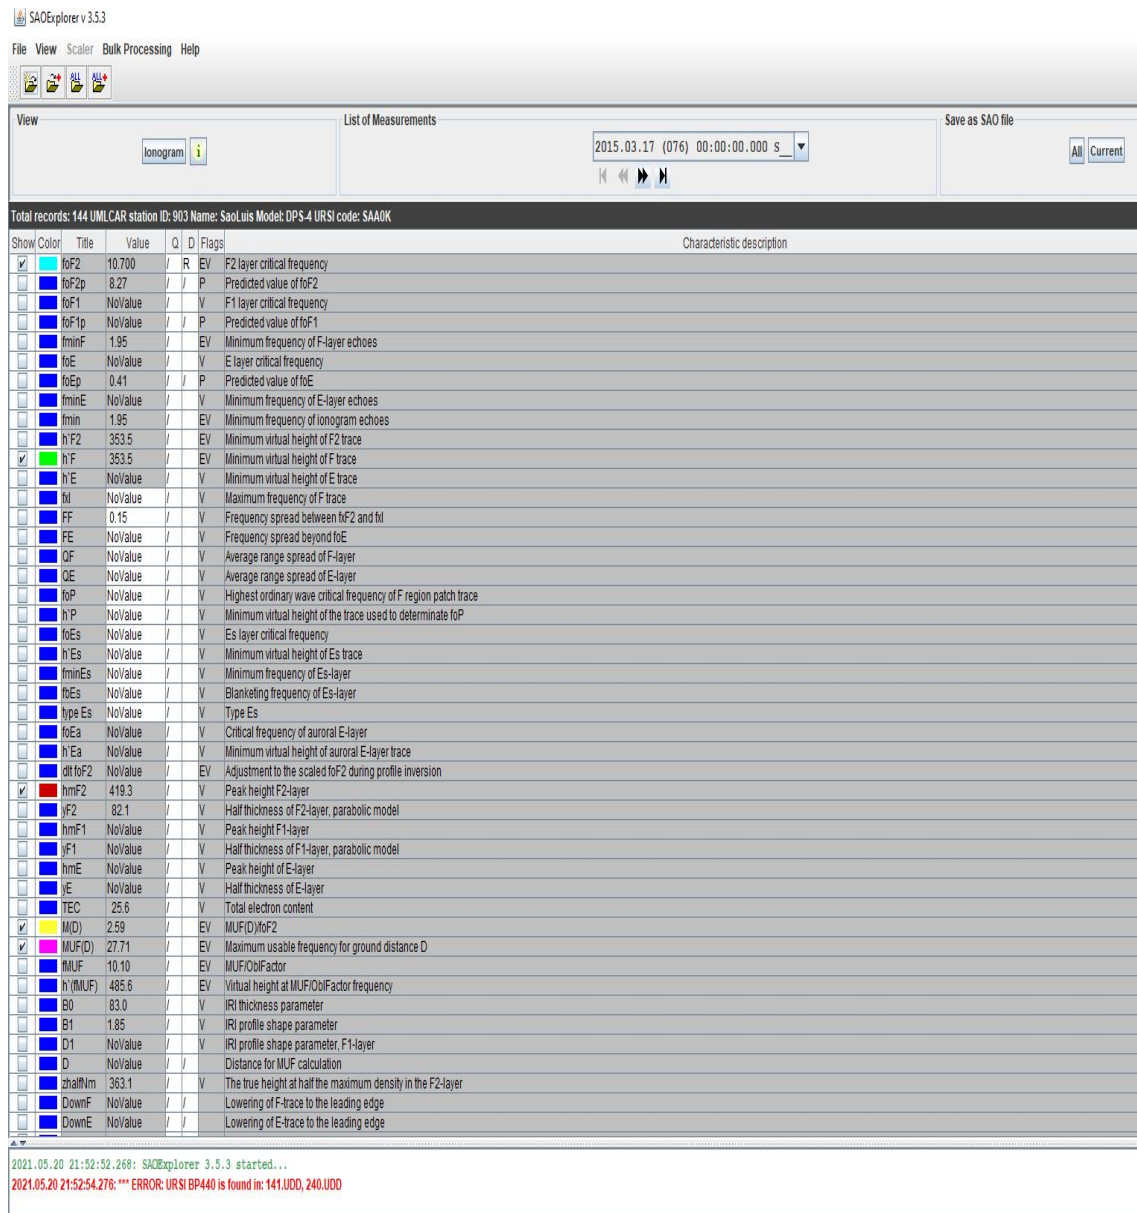 SAOExplorer v 3.5.3
File View Scaler Bulk Processing Help
ALL ALL
View List of Measurements Save as SAO file
Ionogram i 2015.03.17 (076) 00:00:00.000 S__ All Current
Total records: 144 UMLCAR station ID: 903 Name: SaoLuis Model: DPS-4 URSI code: SAA0K
Show Color Title Value Q D Flags Characteristic description
foF2 10.700 / R EV F2 layer critical frequency
foF2p 8.27 / / P Predicted value of foF2
foF1 NoValue / V F1 layer critical frequency
foF1p NoValue / / P Predicted value of foF1
fminF 1.95 / EV Minimum frequency of F-layer echoes
foE NoValue / V E layer critical frequency
foEp 0.41 / / P Predicted value of foE
fminE NoValue / V Minimum frequency of E-layer echoes
fmin 1.95 / EV Minimum frequency of ionogram echoes
h`F2 353.5 / EV Minimum virtual height of F2 trace
h`F 353.5 / EV Minimum virtual height of F trace
h`E NoValue / V Minimum virtual height of E trace
fxI NoValue / V Maximum frequency of F trace
FF 0.15 / V Frequency spread between fxF2 and fxI
FE NoValue / V Frequency spread beyond foE
QF NoValue / V Average range spread of F-layer
QE NoValue / V Average range spread of E-layer
foP NoValue / V Highest ordinary wave critical frequency of F region patch trace
h`P NoValue / V Minimum virtual height of the trace used to determinate foP
foEs NoValue / V Es layer critical frequency
h`Es NoValue / V Minimum virtual height of Es trace
fminEs NoValue / V Minimum frequency of Es-layer
fbEs NoValue / V Blanketing frequency of Es-layer
type Es NoValue / V Type Es
foEa NoValue / V Critical frequency of auroral E-layer
h`Ea NoValue / V Minimum virtual height of auroral E-layer trace
dlt foF2 NoValue / EV Adjustment to the scaled foF2 during profile inversion
hmF2 419.3 / V Peak height F2-layer
yF2 82.1 / V Half thickness of F2-layer, parabolic model
hmF1 NoValue / V Peak height F1-layer
yF1 NoValue / V Half thickness of F1-layer, parabolic model
hmE NoValue / V Peak height of E-layer
yE NoValue / V Half thickness of E-layer
TEC 25.6 / V Total electron content
M(D) 2.59 / EV MUF(D)/foF2
MUF(D) 27.71 / EV Maximum usable frequency for ground distance D
fMUF 10.10 / EV MUF/OblFactor
h`(fMUF) 485.6 / EV Virtual height at MUF/OblFactor frequency
B0 83.0 / V IRI thickness parameter
B1 1.85 / V IRI profile shape parameter
D1 NoValue / V IRI profile shape parameter, F1-layer
D NoValue / / Distance for MUF calculation
zhalfNm 363.1 / V The true height at half the maximum density in the F2-layer
DownF NoValue / / Lowering of F-trace to the leading edge
DownE NoValue / / Lowering of E-trace to the leading edge
2021.05.20 21:52:52.268: SAOExplorer 3.5.3 started...
2021.05.20 21:52:54.276: *** ERROR: URSI BP440 is found in: 141.UDD, 240.UDD